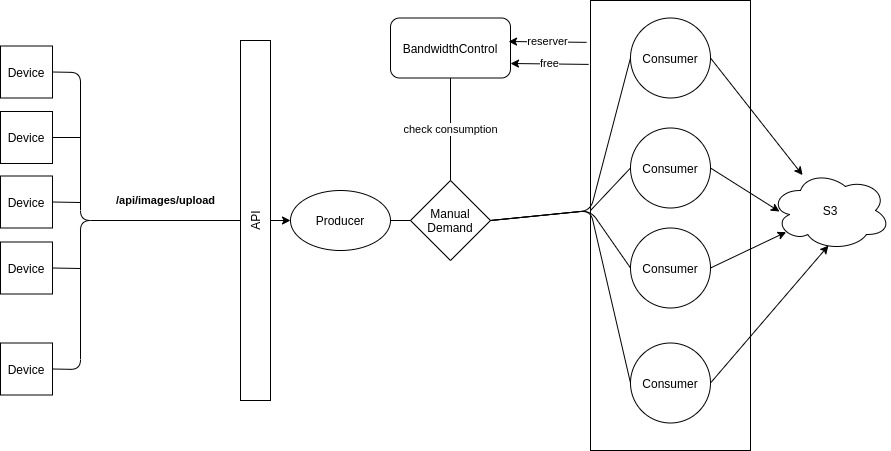 Device
Device
Device
Device
Device
/api/images/upload
API
Producer
BandwidthControl
reserver
free
check consumption
Manual
Demand
Consumer
Consumer
Consumer
Consumer
S3